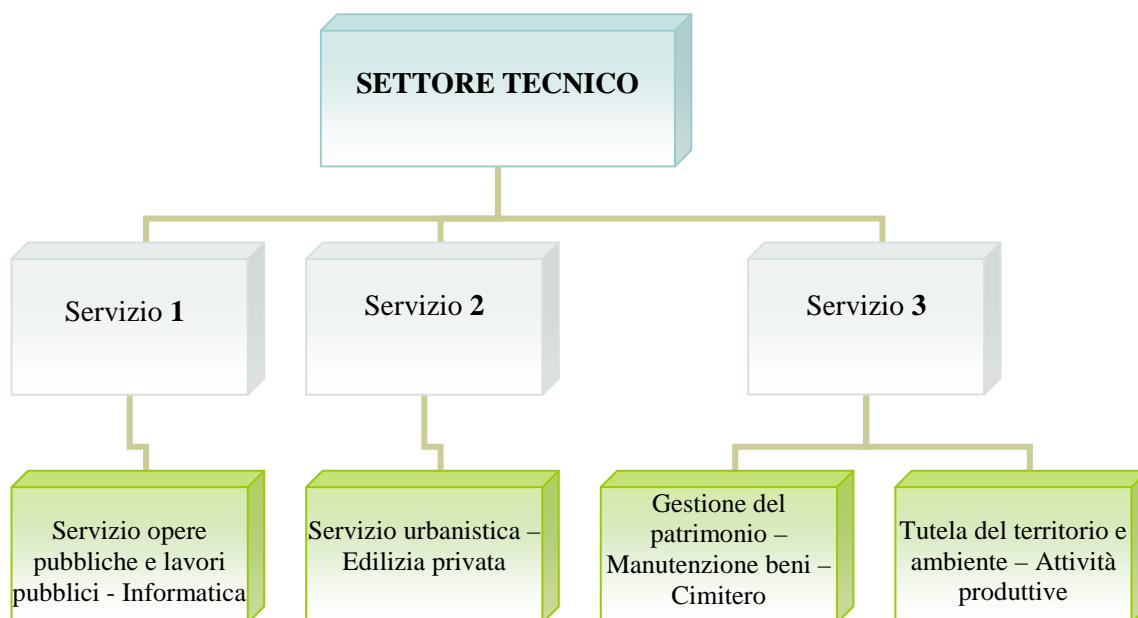 SETTORE TECNICO
Servizio 1
Servizio 2
Servizio 3
Servizio opere
pubbliche e lavori
pubblici - Informatica
Servizio urbanistica –
Edilizia privata
Gestione del
patrimonio –
Manutenzione beni –
Cimitero
Tutela del territorio e
ambiente – Attività
produttive